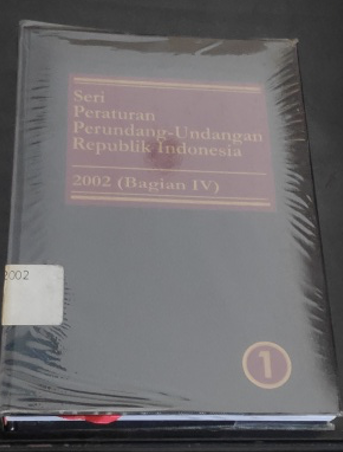 Seri
Peraturan
Perundang-Undangan
Republik Indonesia
2002 (Bagian IV)
2002
1